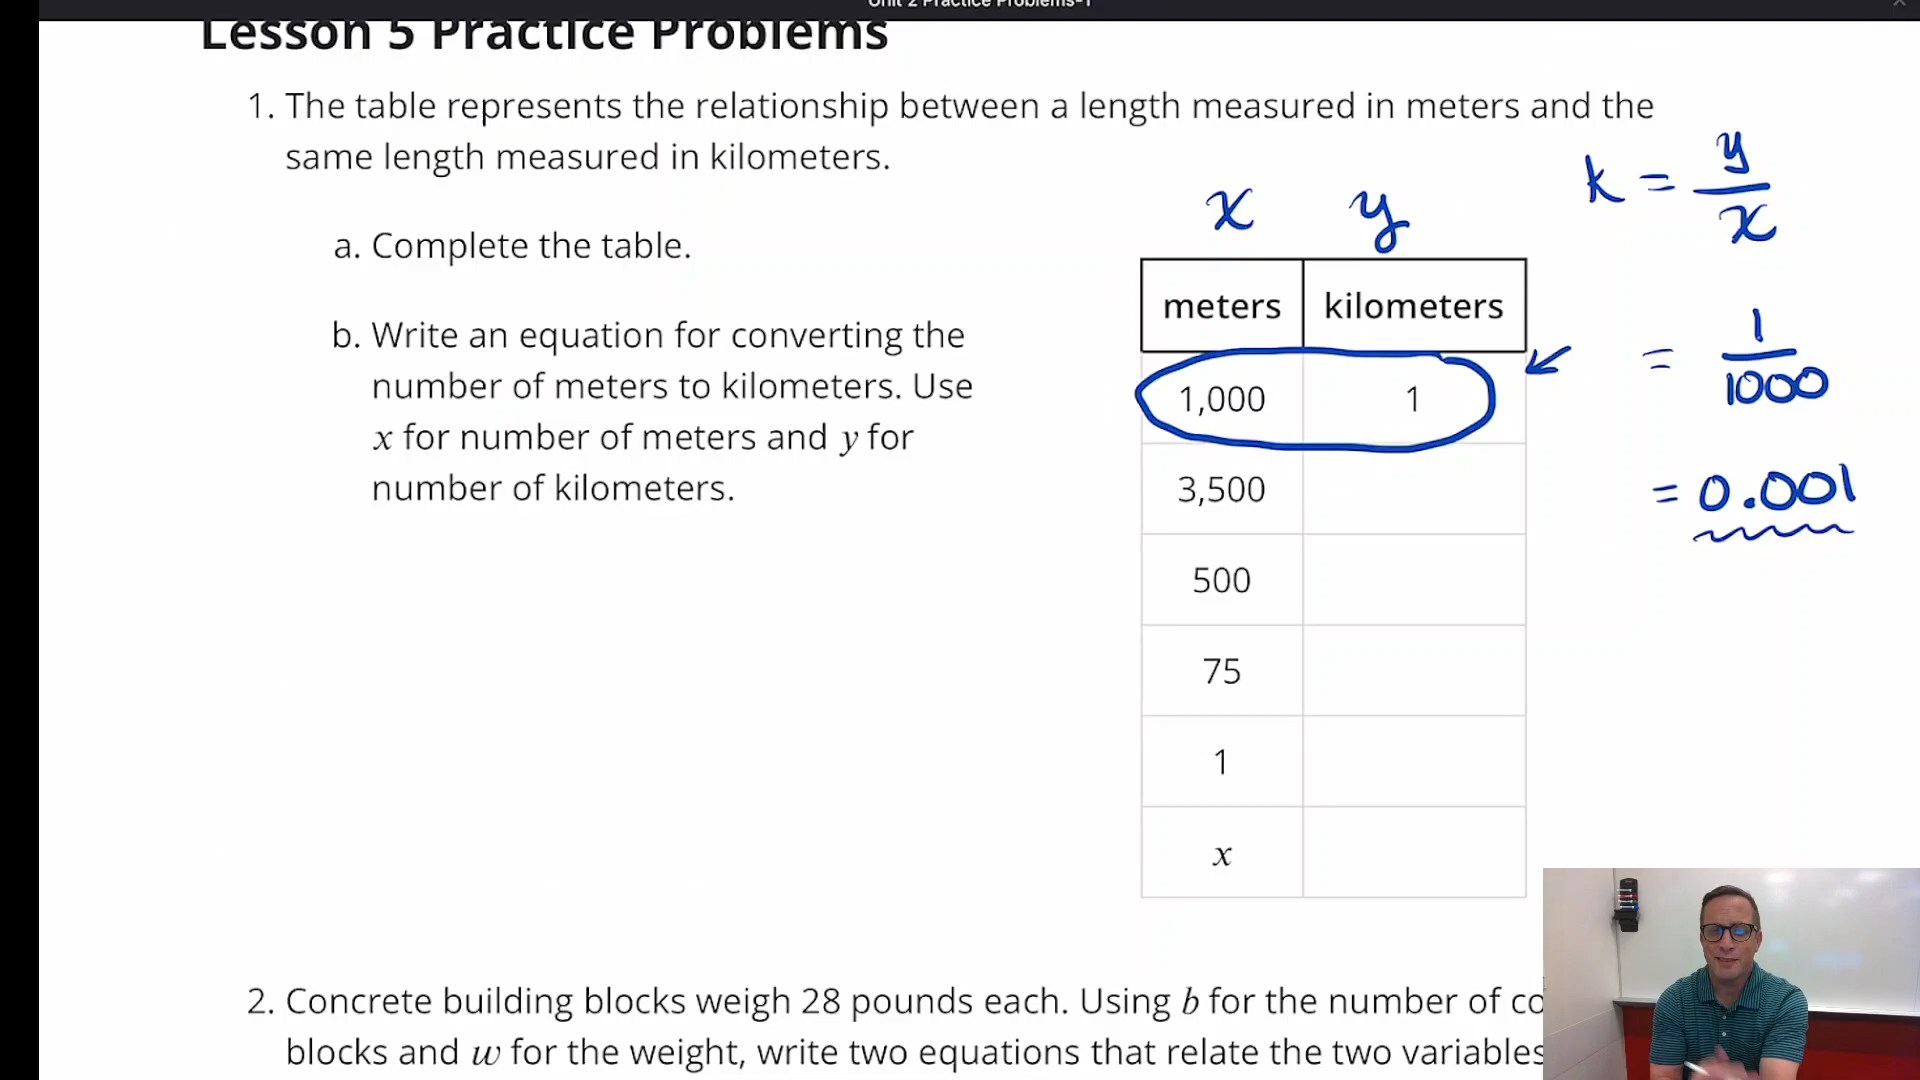 Unit 2 Practice Problems-1
Lesson 5 Practice Problems
1. The table represents the relationship between a length measured in meters and the
same length measured in kilometers.
a. Complete the table.
b. Write an equation for converting the
number of meters to kilometers. Use
x for number of meters and y for
number of kilometers.
x y
meters kilometers
1,000 1
3,500
500
75
1
x
k = y/x
= 1/1000
= 0.001
2. Concrete building blocks weigh 28 pounds each. Using b for the number of co
blocks and w for the weight, write two equations that relate the two variables